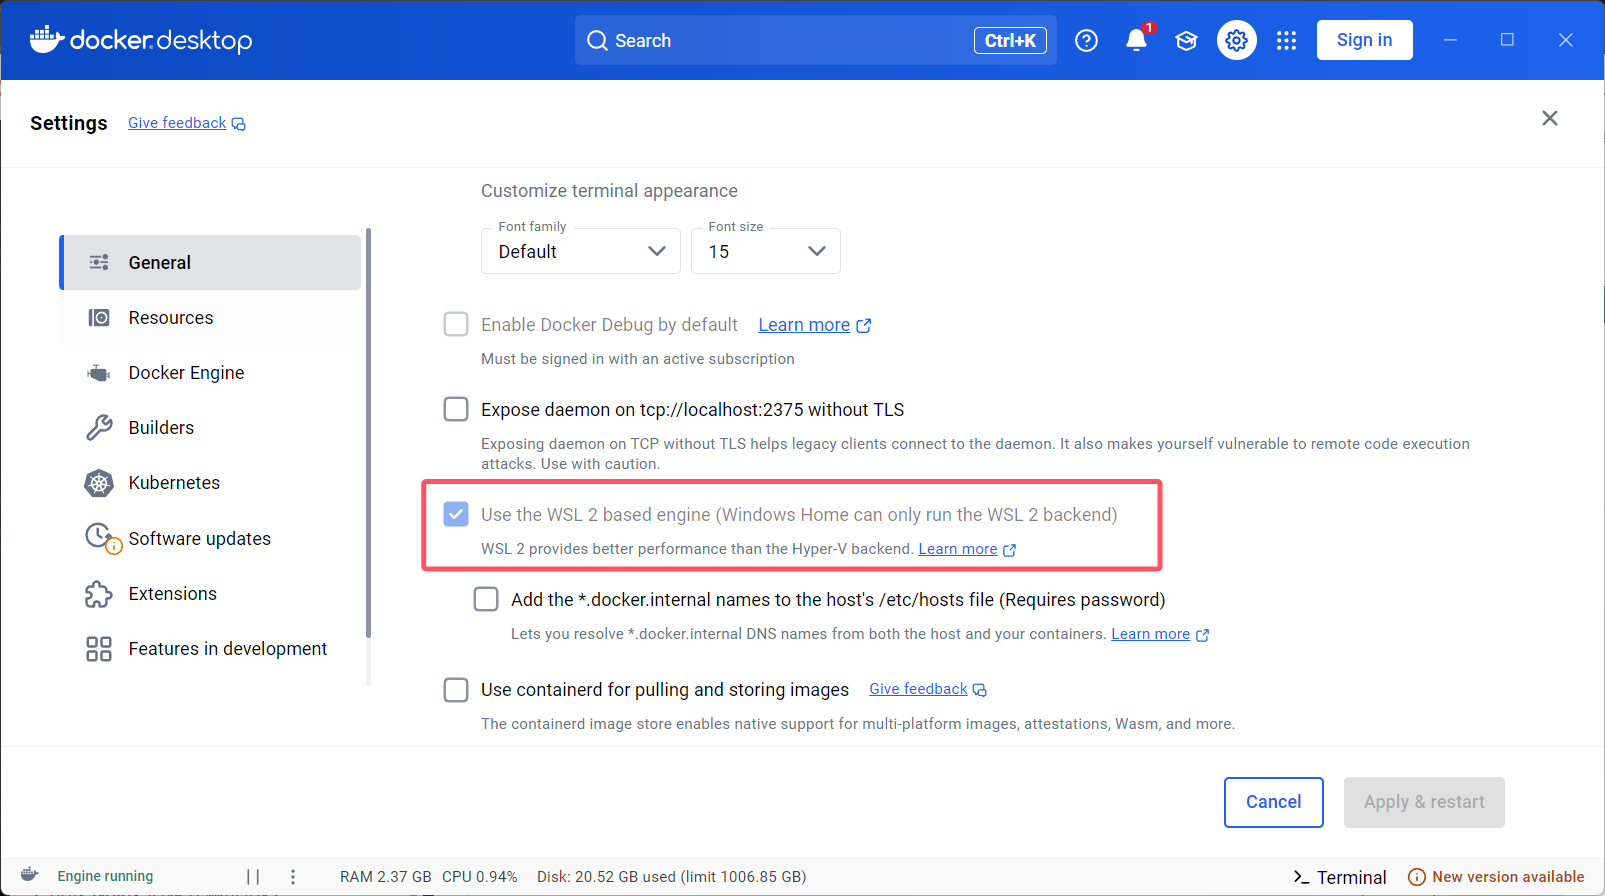 docker.desktop
Search
Ctrl+K
1
Sign in
Settings
Give feedback
Customize terminal appearance
Font family
Default
Font size
15
General
Resources
Docker Engine
Builders
Kubernetes
Software updates
Extensions
Features in development
Enable Docker Debug by default Learn more
Must be signed in with an active subscription
Expose daemon on tcp://localhost:2375 without TLS
Exposing daemon on TCP without TLS helps legacy clients connect to the daemon. It also makes yourself vulnerable to remote code execution
attacks. Use with caution.
Use the WSL 2 based engine (Windows Home can only run the WSL 2 backend)
WSL 2 provides better performance than the Hyper-V backend. Learn more
Add the *.docker.internal names to the host's /etc/hosts file (Requires password)
Lets you resolve *.docker.internal DNS names from both the host and your containers. Learn more
Use containerd for pulling and storing images Give feedback
The containerd image store enables native support for multi-platform images, attestations, Wasm, and more.
Cancel
Apply & restart
Engine running
RAM 2.37 GB CPU 0.94% Disk: 20.52 GB used (limit 1006.85 GB)
Terminal
New version available